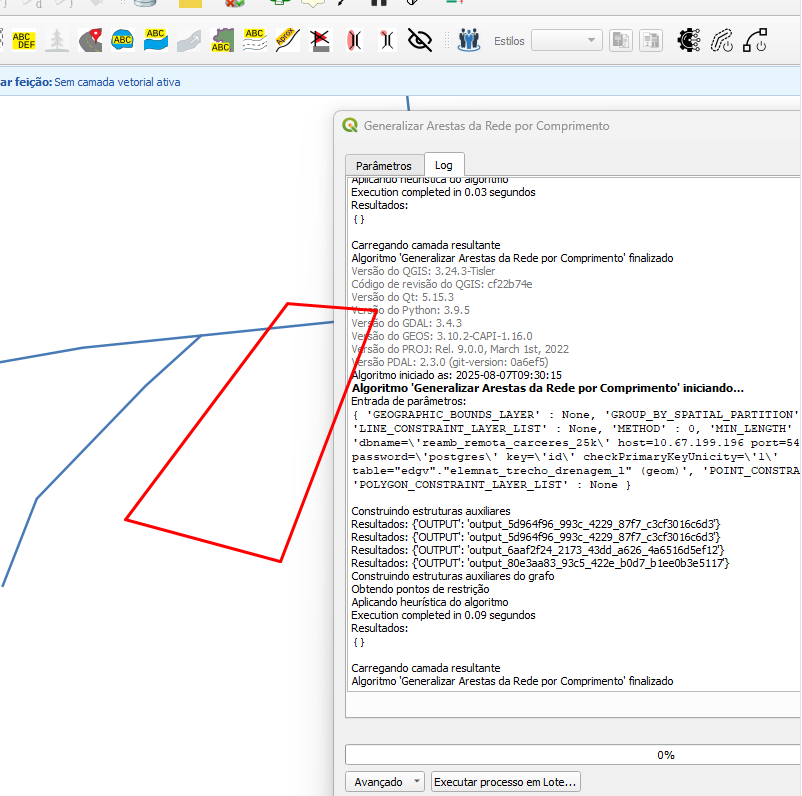 ABC
DEF
ABC
ABC
ABC
ABC
Aprox
Estilos
ar feição: Sem camada vetorial ativa
Generalizar Arestas da Rede por Comprimento
Parâmetros
Log
Aplicando heurística do algoritmo
Execution completed in 0.03 segundos
Resultados:
{}
Carregando camada resultante
Algoritmo 'Generalizar Arestas da Rede por Comprimento' finalizado
Versão do QGIS: 3.24.3-Tisler
Código de revisão do QGIS: cf22b74e
Versão do Qt: 5.15.3
Versão do Python: 3.9.5
Versão do GDAL: 3.4.3
Versão do GEOS: 3.10.2-CAPI-1.16.0
Versão do PROJ: Rel. 9.0.0, March 1st, 2022
Versão PDAL: 2.3.0 (git-version: 0a6ef5)
Algoritmo iniciado as: 2025-08-07T09:30:15
Algoritmo 'Generalizar Arestas da Rede por Comprimento' iniciando...
Entrada de parâmetros:
{ 'GEOGRAPHIC_BOUNDS_LAYER' : None, 'GROUP_BY_SPATIAL_PARTITION'
'LINE_CONSTRAINT_LAYER_LIST' : None, 'METHOD' : 0, 'MIN_LENGTH'
'dbname=\'reamb_remota_carceres_25k\' host=10.67.199.196 port=54
password=\'postgres\' key=\'id\' checkPrimaryKeyUnicity=\'1\'
table="edgv"."elemnat_trecho_drenagem_l" (geom)', 'POINT_CONSTRA
'POLYGON_CONSTRAINT_LAYER_LIST' : None }
Construindo estruturas auxiliares
Resultados: {'OUTPUT': 'output_5d964f96_993c_4229_87f7_c3cf3016c6d3'}
Resultados: {'OUTPUT': 'output_5d964f96_993c_4229_87f7_c3cf3016c6d3'}
Resultados: {'OUTPUT': 'output_6aaf2f24_2173_43dd_a626_4a6516d5ef12'}
Resultados: {'OUTPUT': 'output_80e3aa83_93c5_422e_b0d7_b1ee0b3e5117'}
Construindo estruturas auxiliares do grafo
Obtendo pontos de restrição
Aplicando heurística do algoritmo
Execution completed in 0.09 segundos
Resultados:
{}
Carregando camada resultante
Algoritmo 'Generalizar Arestas da Rede por Comprimento' finalizado
0%
Avançado
Executar processo em Lote...